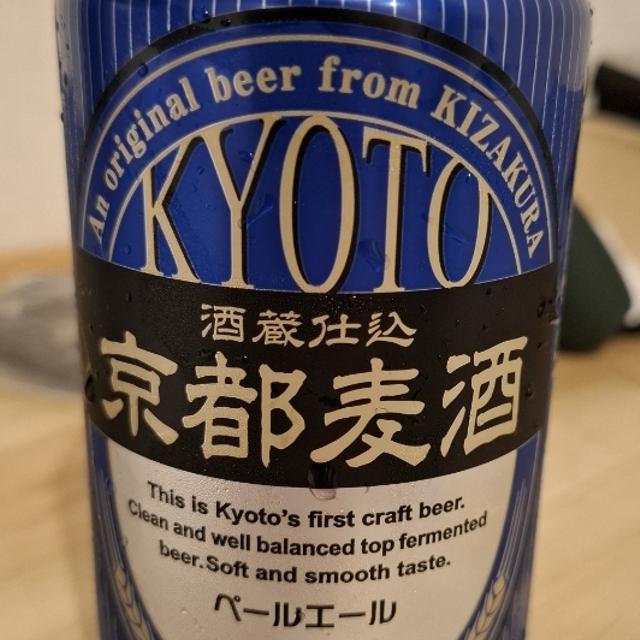 An original beer from KIZAKURA
KYOTO
酒蔵仕込
京都麦酒
This is Kyoto's first craft beer.
Clean and well balanced top fermented
beer.Soft and smooth taste.
ペールエール